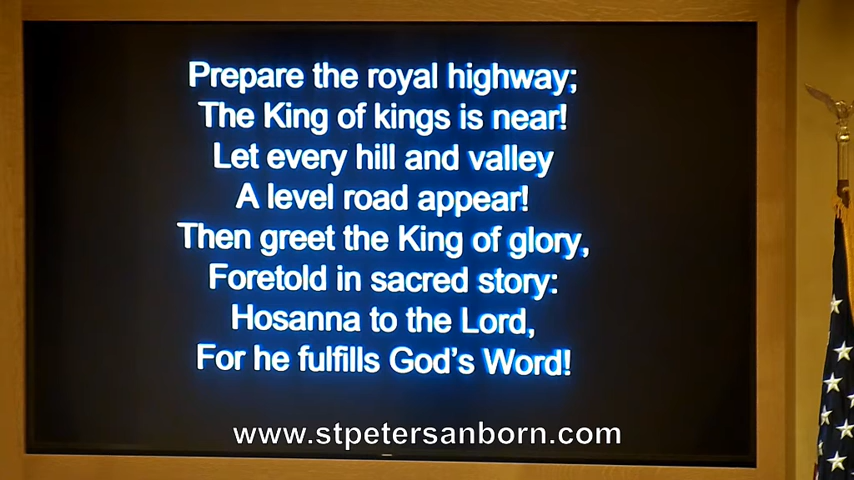 Prepare the royal highway;
The King of kings is near!
Let every hill and valley
A level road appear!
Then greet the King of glory,
Foretold in sacred story:
Hosanna to the Lord,
For he fulfills God’s Word!
www.stpetersanborn.com